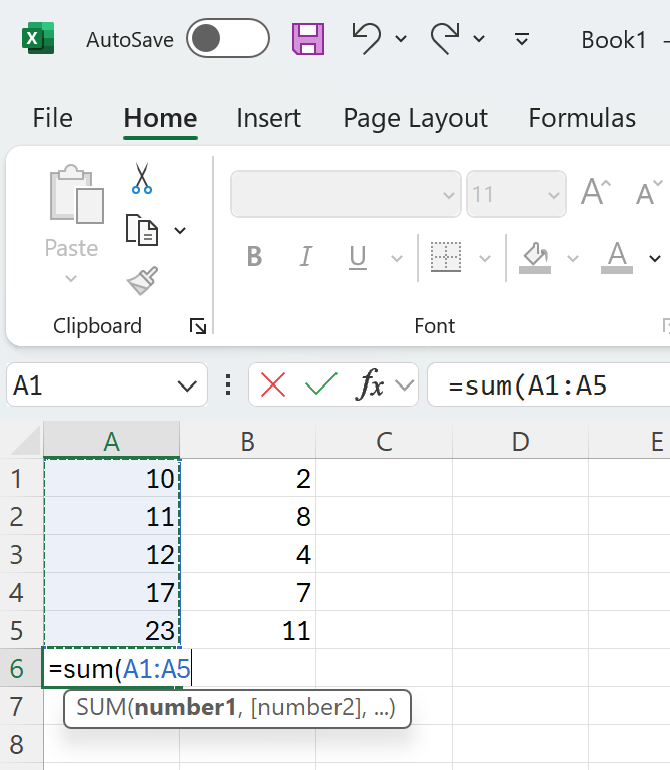 X AutoSave Book1 -
File Home Insert Page Layout Formulas
11 A A
Paste B I U A
Clipboard Font
A1 fx =sum(A1:A5
A B C D E
1 10 2
2 11 8
3 12 4
4 17 7
5 23 11
6 =sum(A1:A5
7 SUM(number1, [number2], ...)
8